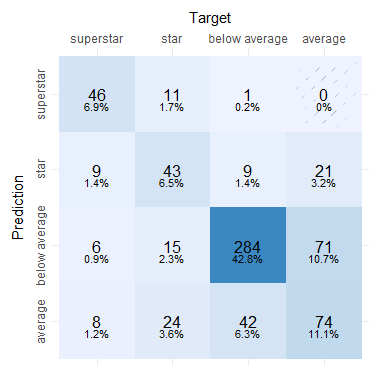 Target
superstar star below average average
Prediction
superstar
46 11 1 0
6.9% 1.7% 0.2% 0%
star
9 43 9 21
1.4% 6.5% 1.4% 3.2%
below average
6 15 284 71
0.9% 2.3% 42.8% 10.7%
average
8 24 42 74
1.2% 3.6% 6.3% 11.1%